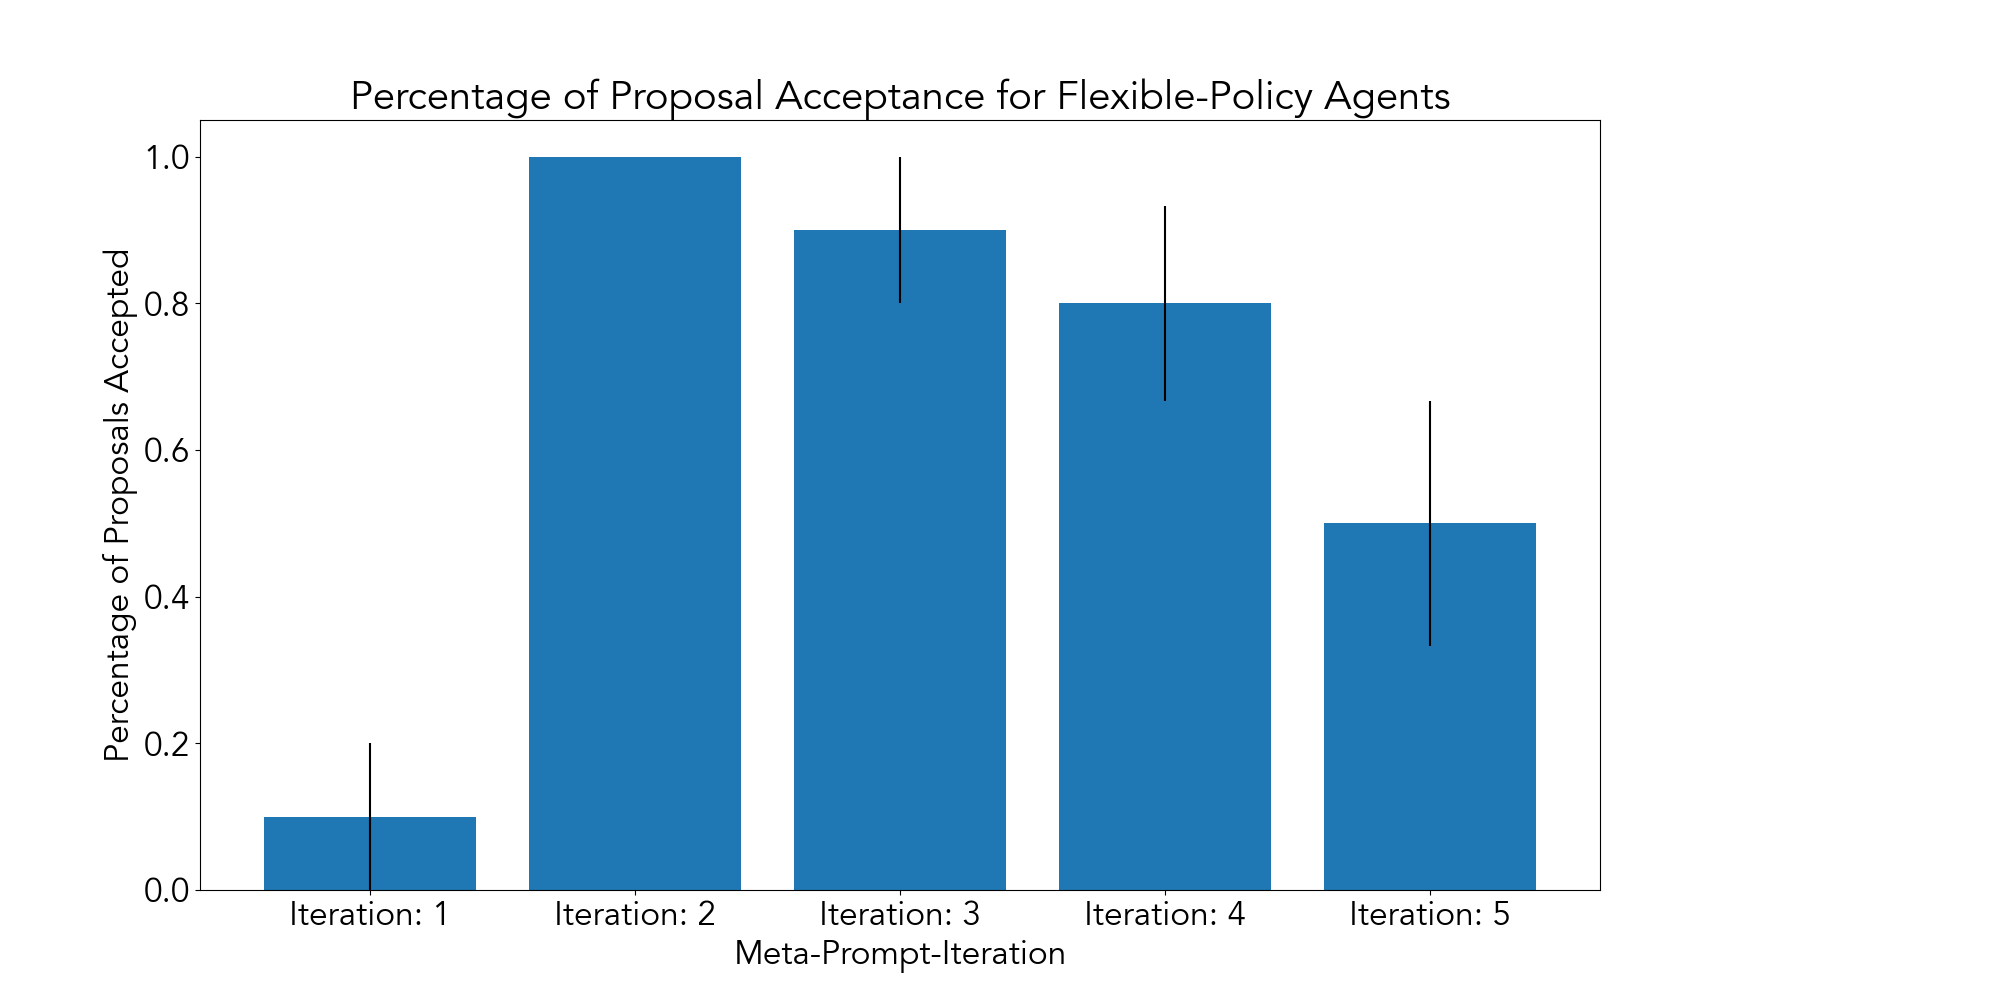 Percentage of Proposal Acceptance for Flexible-Policy Agents
Percentage of Proposals Accepted
1.0
0.8
0.6
0.4
0.2
0.0
Iteration: 1
Iteration: 2
Iteration: 3
Iteration: 4
Iteration: 5
Meta-Prompt-Iteration